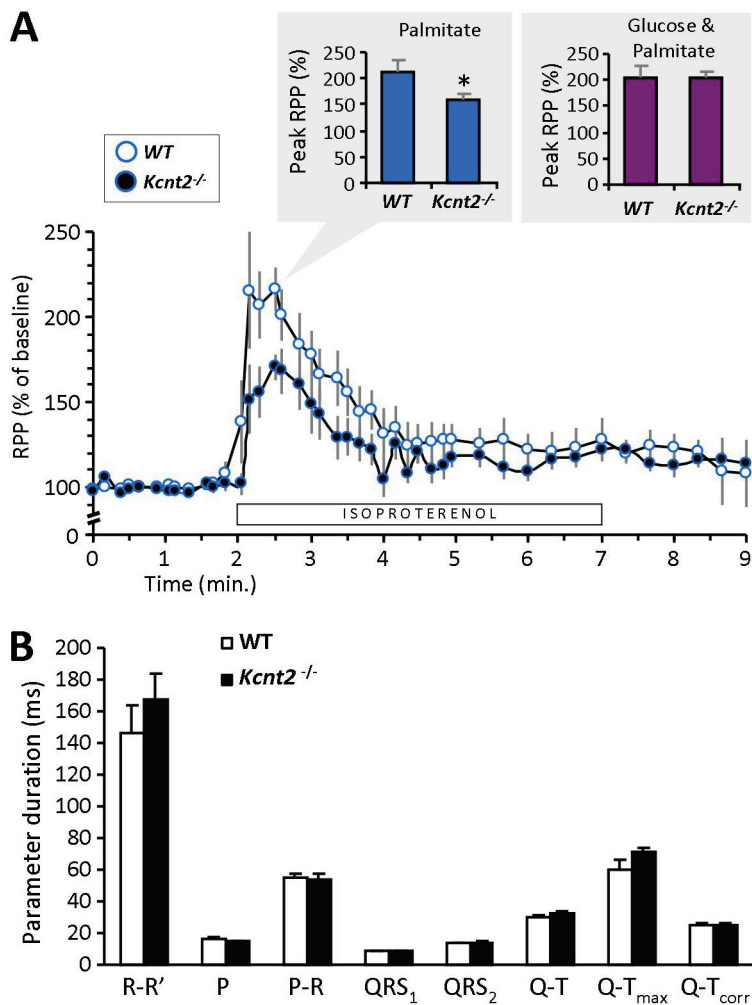 A
Palmitate
Peak RPP (%)
250
200
150
100
50
0
WT Kcnt2-/-
*
Glucose &
Palmitate
Peak RPP (%)
250
200
150
100
50
0
WT Kcnt2-/-
WT
Kcnt2-/-
RPP (% of baseline)
250
200
150
100
0
ISOPROTERENOL
0 1 2 3 4 5 6 7 8 9
Time (min.)
B
WT
Kcnt2 -/-
Parameter duration (ms)
200
180
160
140
120
100
80
60
40
20
0
R-R' P P-R QRS1 QRS2 Q-T Q-Tmax Q-Tcorr